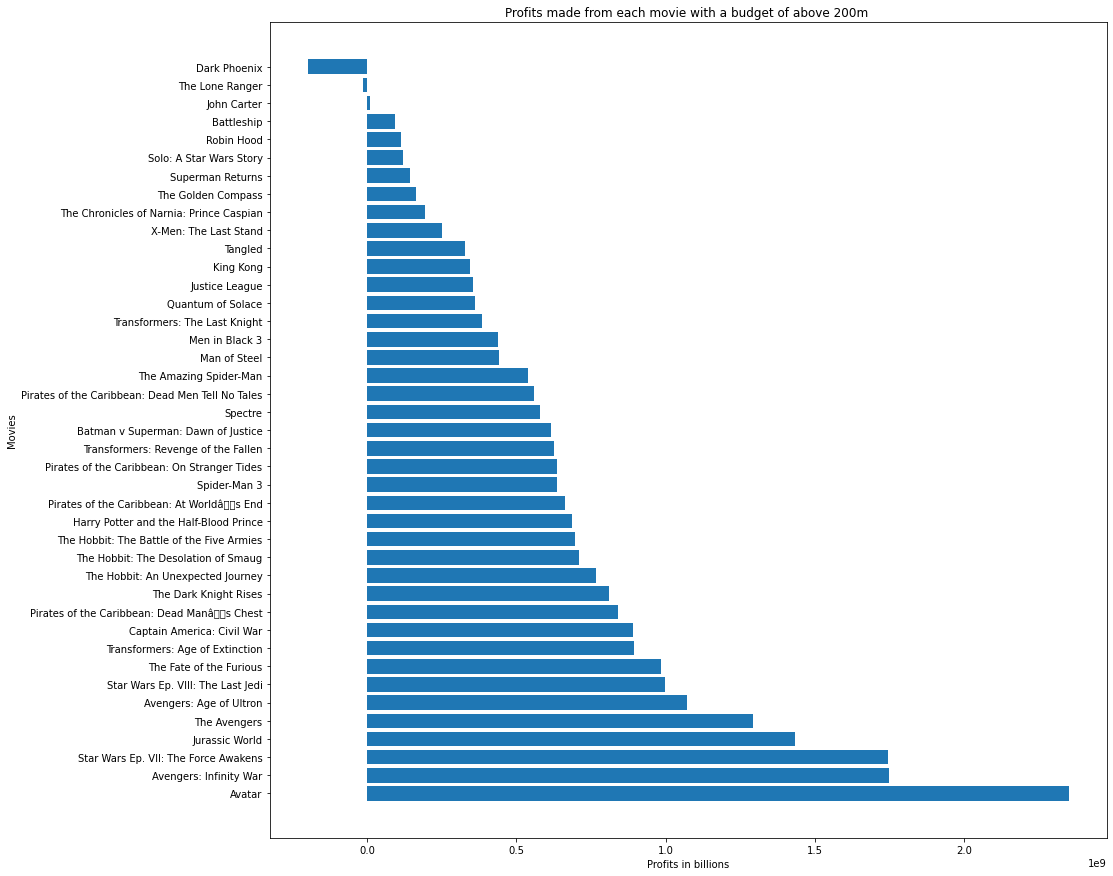 Profits made from each movie with a budget of above 200m
Dark Phoenix
The Lone Ranger
John Carter
Battleship
Robin Hood
Solo: A Star Wars Story
Superman Returns
The Golden Compass
The Chronicles of Narnia: Prince Caspian
X-Men: The Last Stand
Tangled
King Kong
Justice League
Quantum of Solace
Transformers: The Last Knight
Men in Black 3
Man of Steel
The Amazing Spider-Man
Pirates of the Caribbean: Dead Men Tell No Tales
Spectre
Movies
Batman v Superman: Dawn of Justice
Transformers: Revenge of the Fallen
Pirates of the Caribbean: On Stranger Tides
Spider-Man 3
Pirates of the Caribbean: At Worldâ▯▯s End
Harry Potter and the Half-Blood Prince
The Hobbit: The Battle of the Five Armies
The Hobbit: The Desolation of Smaug
The Hobbit: An Unexpected Journey
The Dark Knight Rises
Pirates of the Caribbean: Dead Manâ▯▯s Chest
Captain America: Civil War
Transformers: Age of Extinction
The Fate of the Furious
Star Wars Ep. VIII: The Last Jedi
Avengers: Age of Ultron
The Avengers
Jurassic World
Star Wars Ep. VII: The Force Awakens
Avengers: Infinity War
Avatar
0.0 0.5 1.0 1.5 2.0
Profits in billions
1e9